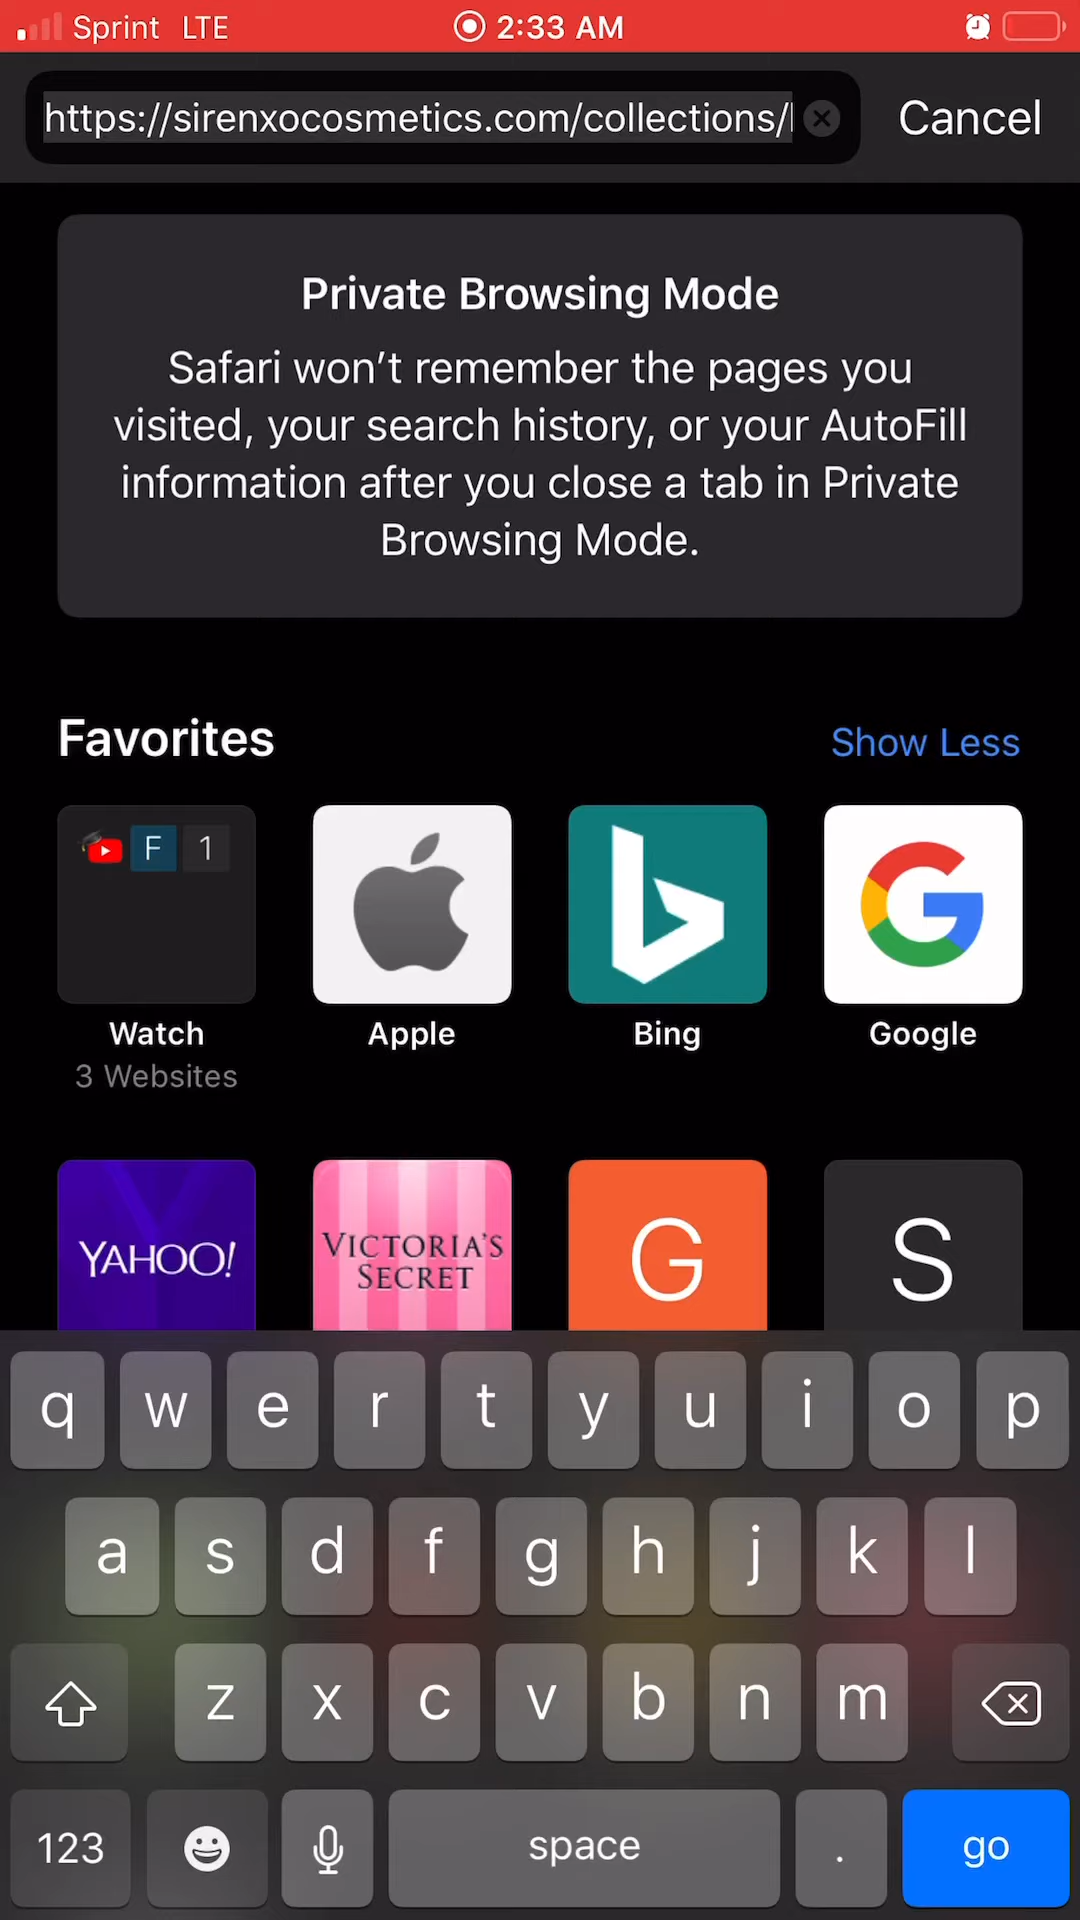 Sprint LTE 2:33 AM
https://sirenxocosmetics.com/collections/
Cancel
Private Browsing Mode
Safari won't remember the pages you
visited, your search history, or your AutoFill
information after you close a tab in Private
Browsing Mode.
Favorites
Show Less
F 1
Watch
3 Websites
Apple
Bing
Google
YAHOO!
VICTORIA'S
SECRET
G
S
q w e r t y u i o p
a s d f g h j k l
z x c v b n m
123 space . go